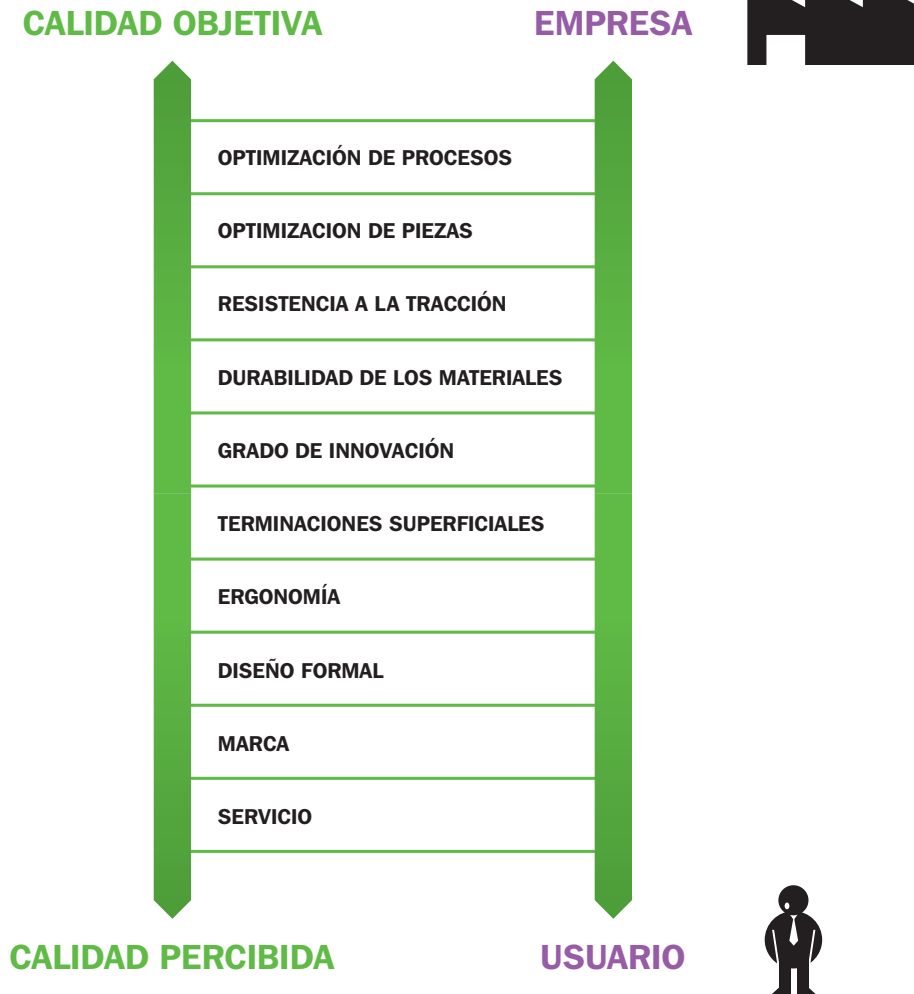 CALIDAD OBJETIVA
EMPRESA
OPTIMIZACIÓN DE PROCESOS
OPTIMIZACION DE PIEZAS
RESISTENCIA A LA TRACCIÓN
DURABILIDAD DE LOS MATERIALES
GRADO DE INNOVACIÓN
TERMINACIONES SUPERFICIALES
ERGONOMÍA
DISEÑO FORMAL
MARCA
SERVICIO
CALIDAD PERCIBIDA
USUARIO